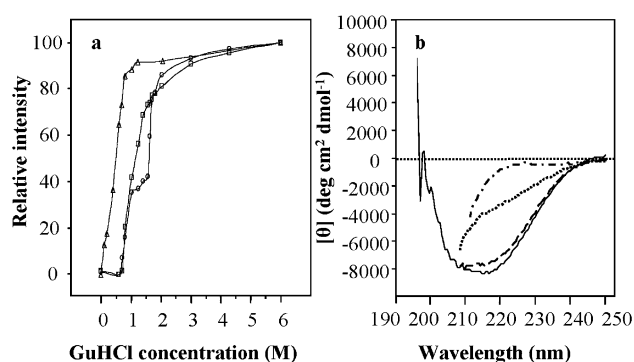 a
Relative intensity
100
80
60
40
20
0
0 1 2 3 4 5 6
GuHCl concentration (M)
b
[θ] (deg cm² dmol⁻¹)
10000
8000
6000
4000
2000
0
-2000
-4000
-6000
-8000
190 200 210 220 230 240 250
Wavelength (nm)